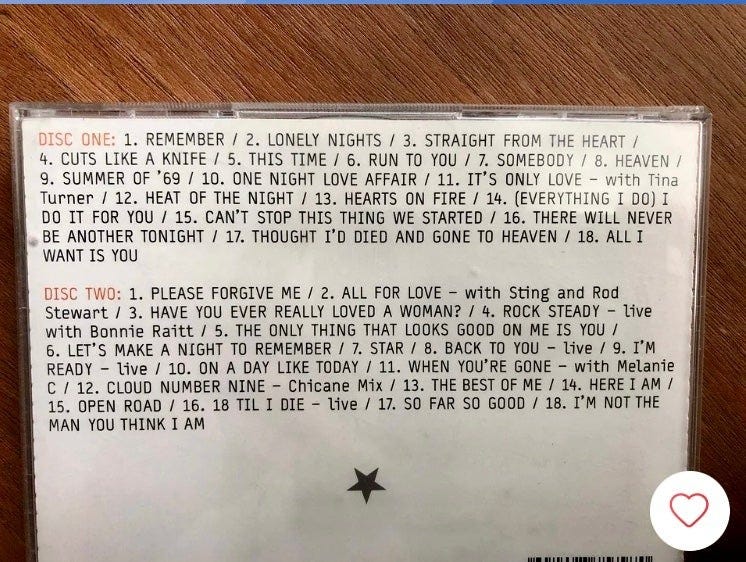 DISC ONE: 1. REMEMBER / 2. LONELY NIGHTS / 3. STRAIGHT FROM THE HEART /
4. CUTS LIKE A KNIFE / 5. THIS TIME / 6. RUN TO YOU / 7. SOMEBODY / 8. HEAVEN /
9. SUMMER OF '69 / 10. ONE NIGHT LOVE AFFAIR / 11. IT'S ONLY LOVE – with Tina
Turner / 12. HEAT OF THE NIGHT / 13. HEARTS ON FIRE / 14. (EVERYTHING I DO) I
DO IT FOR YOU / 15. CAN'T STOP THIS THING WE STARTED / 16. THERE WILL NEVER
BE ANOTHER TONIGHT / 17. THOUGHT I'D DIED AND GONE TO HEAVEN / 18. ALL I
WANT IS YOU
DISC TWO: 1. PLEASE FORGIVE ME / 2. ALL FOR LOVE – with Sting and Rod
Stewart / 3. HAVE YOU EVER REALLY LOVED A WOMAN? / 4. ROCK STEADY – live
with Bonnie Raitt / 5. THE ONLY THING THAT LOOKS GOOD ON ME IS YOU /
6. LET'S MAKE A NIGHT TO REMEMBER / 7. STAR / 8. BACK TO YOU – live / 9. I'M
READY – live / 10. ON A DAY LIKE TODAY / 11. WHEN YOU'RE GONE – with Melanie
C / 12. CLOUD NUMBER NINE – Chicane Mix / 13. THE BEST OF ME / 14. HERE I AM /
15. OPEN ROAD / 16. 18 TIL I DIE – live / 17. SO FAR SO GOOD / 18. I'M NOT THE
MAN YOU THINK I AM